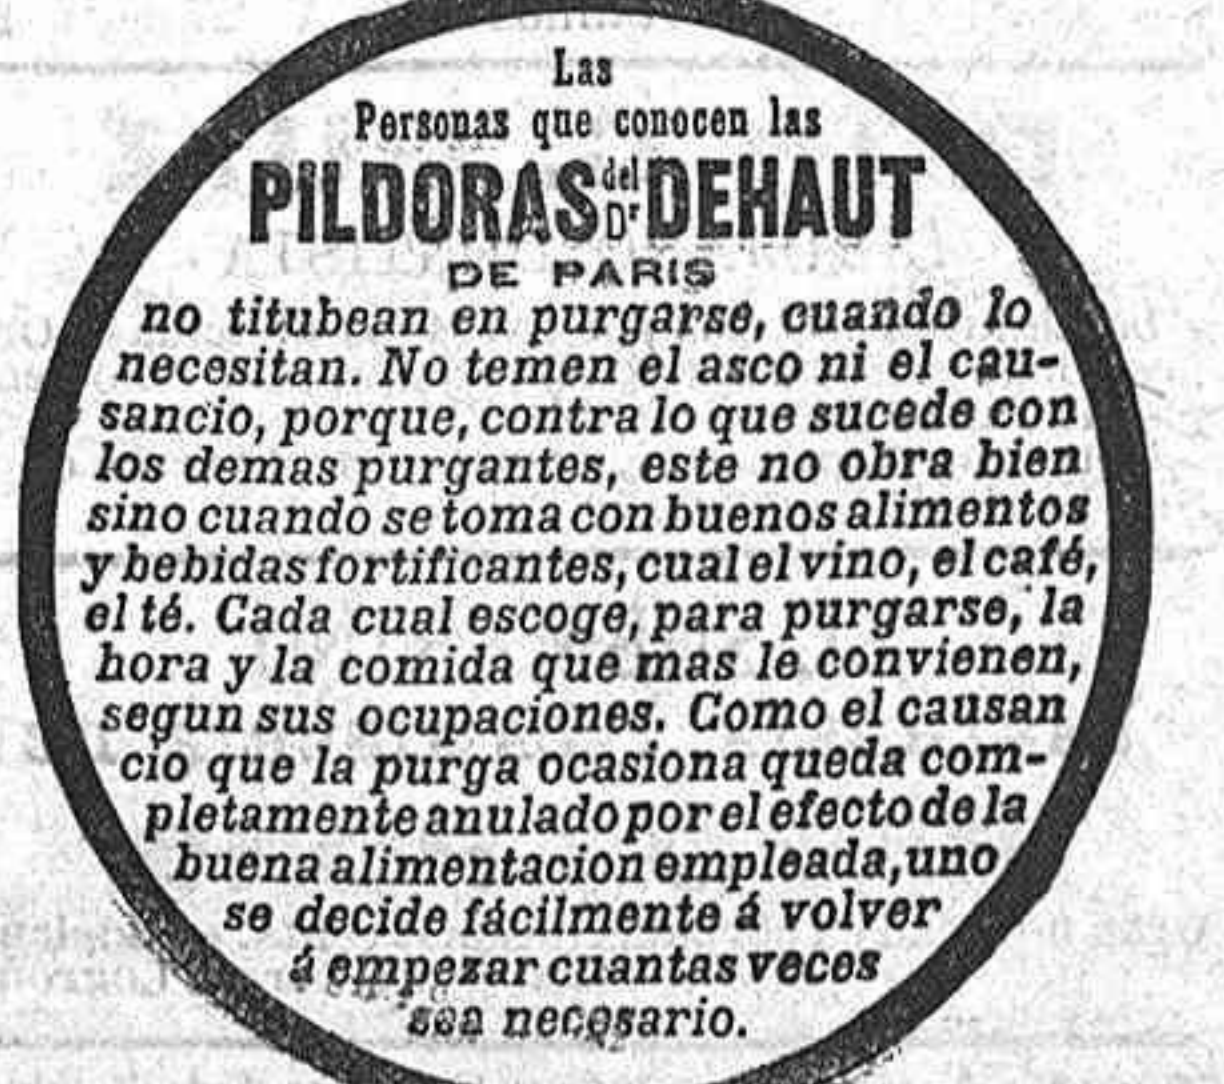 Las
Personas que conocen las
PILDORAS del Dr DEHAUT
DE PARIS
no titubean en purgarse, cuando lo
necesitan. No temen el asco ni el cau-
sancio, porque, contra lo que sucede con
los demas purgantes, este no obra bien
sino cuando se toma con buenos alimentos
y bebidas fortificantes, cual el vino, el café,
el té. Cada cual escoge, para purgarse, la
hora y la comida que mas le convienen,
segun sus ocupaciones. Como el causan
cio que la purga ocasiona queda com-
pletamente anulado por el efecto de la
buena alimentacion empleada, uno
se decide fácilmente á volver
á empezar cuantas veces
sea necesario.